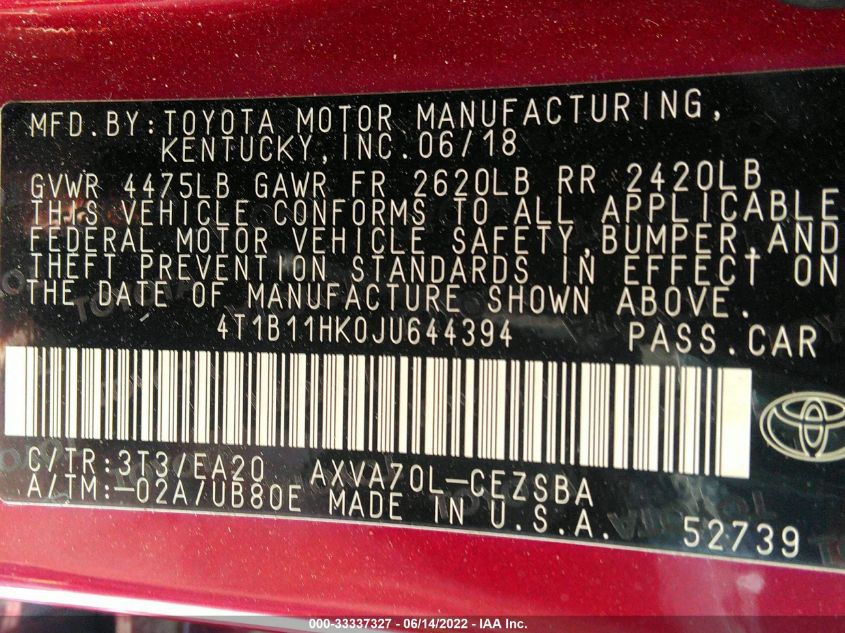 MFD.BY:TOYOTA MOTOR MANUFACTURING,
KENTUCKY,INC.06/18
GVWR 4475LB GAWR FR 2620LB RR 2420LB
THIS VEHICLE CONFORMS TO ALL APPLICABLE
FEDERAL MOTOR VEHICLE SAFETY,BUMPER,AND
THEFT PREVENTION STANDARDS IN EFFECT ON
THE DATE OF MANUFACTURE SHOWN ABOVE.
4T1B11HK0JU644394 PASS.CAR
C/TR:3T3/EA20 AXVA70L-CEZSBA
A/TM:-02A/UB80E MADE IN U.S.A. 52739
000-33337327 - 06/14/2022 - IAA Inc.